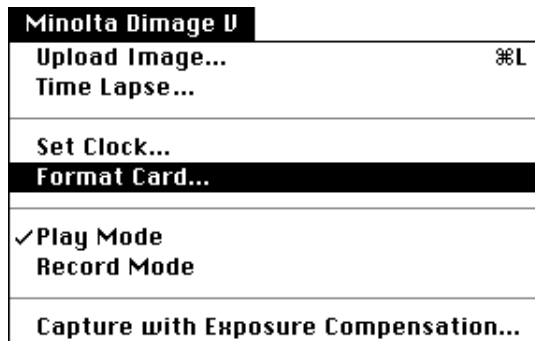 Minolta Dimage V
Upload Image... ⌘L
Time Lapse...
Set Clock...
Format Card...
✓Play Mode
Record Mode
Capture with Exposure Compensation...